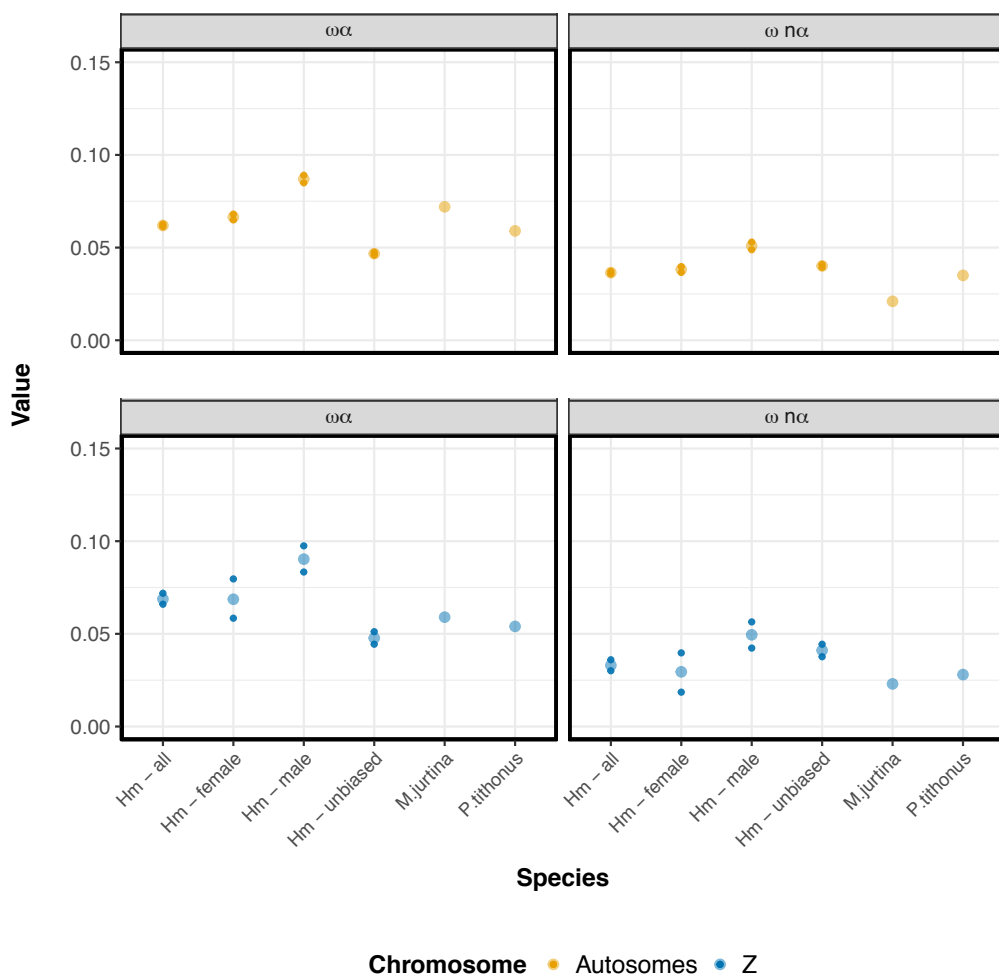 ωα
ω nα
0.15
0.10
0.05
0.00
Value
ωα
ω nα
0.15
0.10
0.05
0.00
Hm − all
Hm − female
Hm − male
Hm − unbiased
M.jurtina
P.tithonus
Hm − all
Hm − female
Hm − male
Hm − unbiased
M.jurtina
P.tithonus
Species
Chromosome Autosomes Z